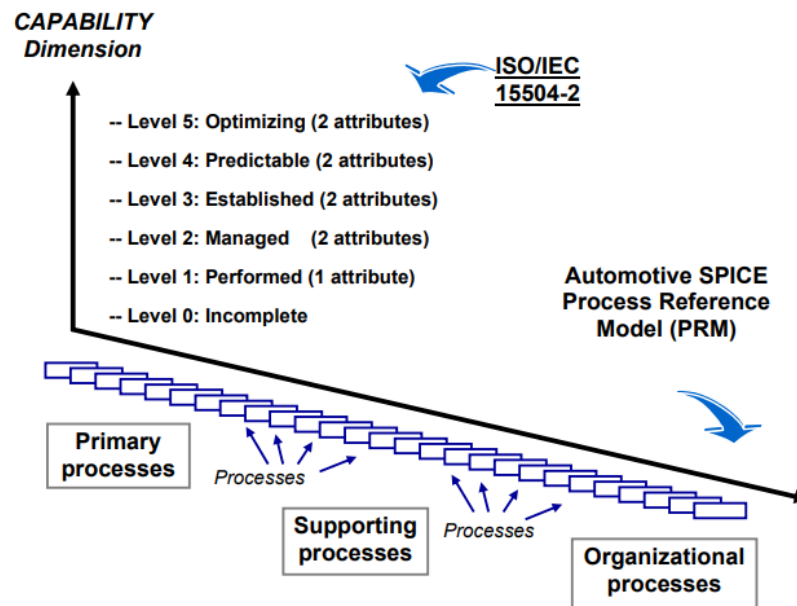 CAPABILITY
Dimension
ISO/IEC
15504-2
-- Level 5: Optimizing (2 attributes)
-- Level 4: Predictable (2 attributes)
-- Level 3: Established (2 attributes)
-- Level 2: Managed (2 attributes)
-- Level 1: Performed (1 attribute)
-- Level 0: Incomplete
Automotive SPICE
Process Reference
Model (PRM)
Primary
processes
Processes
Supporting
processes
Processes
Organizational
processes